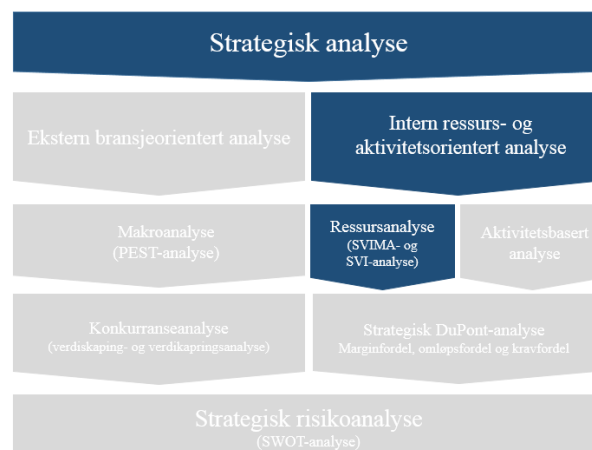 Strategisk analyse
Ekstern bransjeorientert analyse
Intern ressurs- og
aktivitetsorientert analyse
Makroanalyse
(PEST-analyse)
Ressursanalyse
(SVIMA- og
SVI-analyse)
Aktivitetsbasert
analyse
Konkurranseanalyse
(verdiskaping- og verdikapringsanalyse)
Strategisk DuPont-analyse
Marginfordel, omløpsfordel og kravfordel
Strategisk risikoanalyse
(SWOT-analyse)